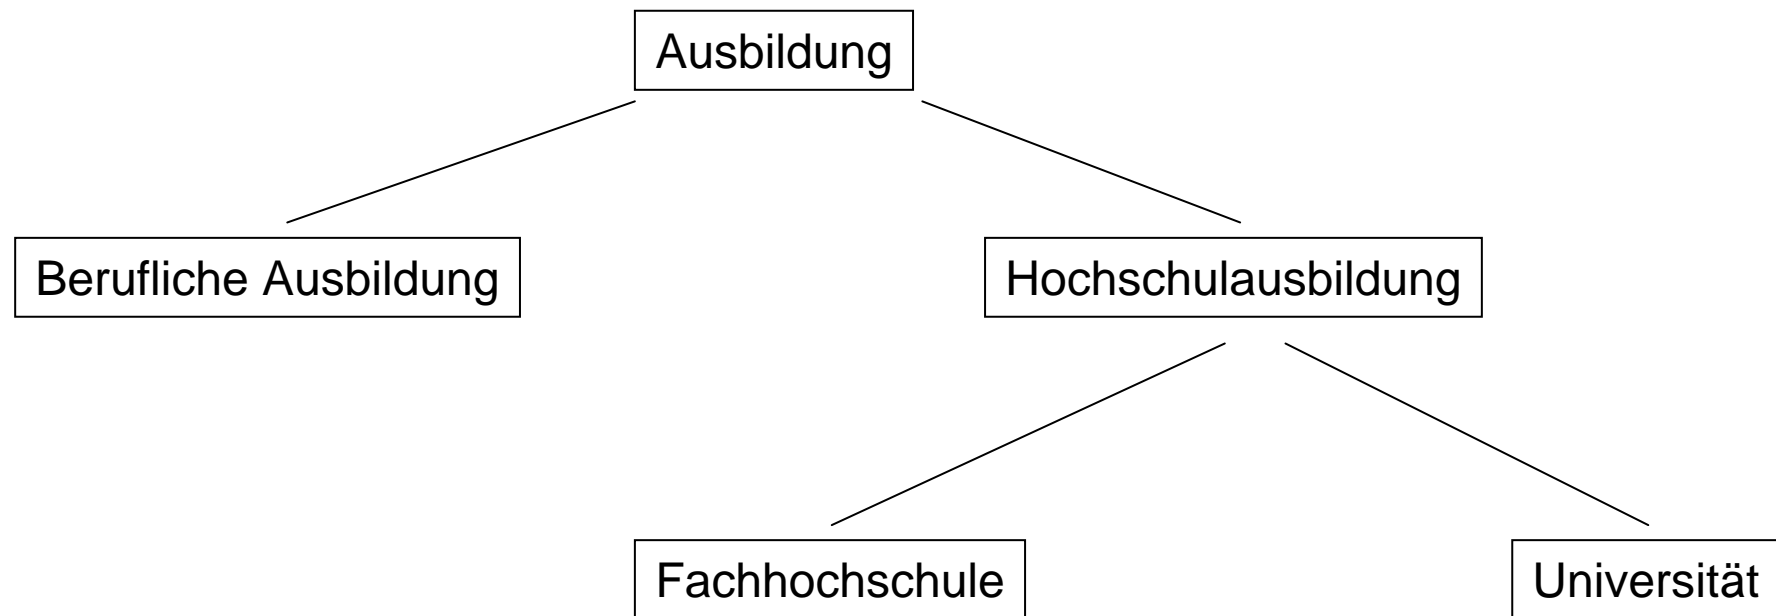 Ausbildung
Berufliche Ausbildung
Hochschulausbildung
Fachhochschule
Universität